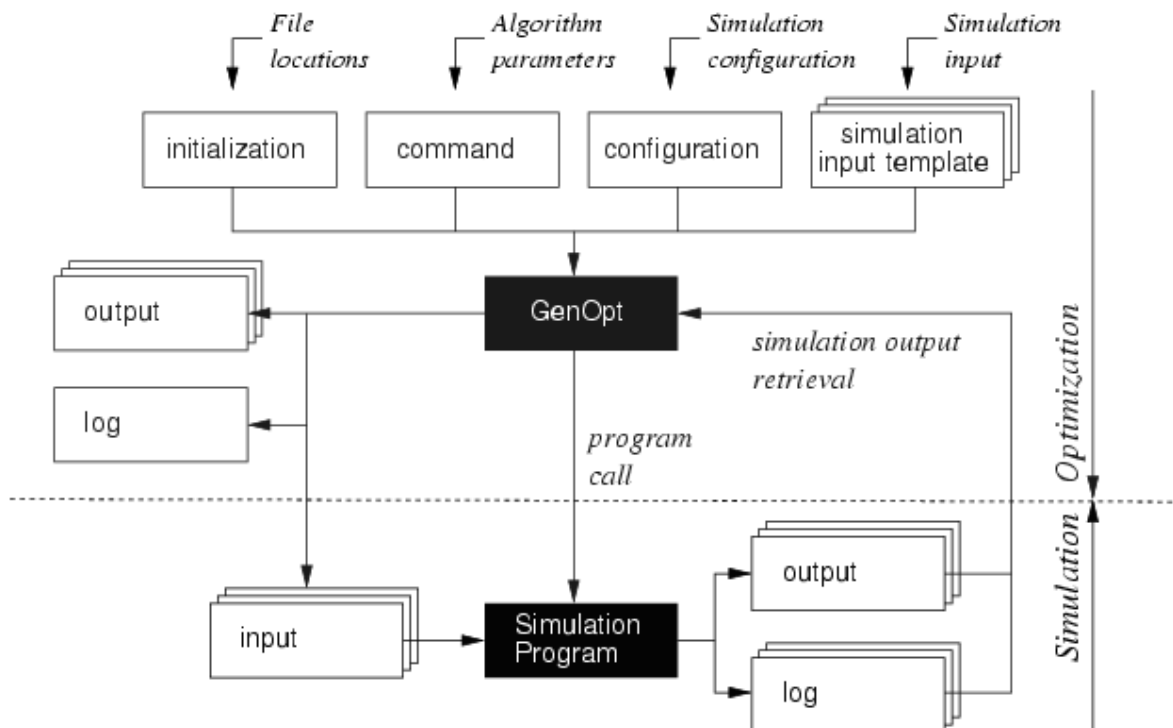 File
locations
Algorithm
parameters
Simulation
configuration
Simulation
input
initialization
command
configuration
simulation
input template
output
GenOpt
simulation output
retrieval
log
program
call
Optimization
Simulation
input
Simulation
Program
output
log